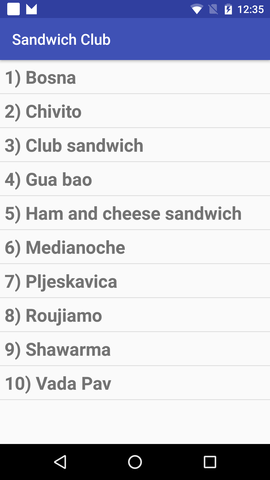 12:35
Sandwich Club
1) Bosna
2) Chivito
3) Club sandwich
4) Gua bao
5) Ham and cheese sandwich
6) Medianoche
7) Pljeskavica
8) Roujiamo
9) Shawarma
10) Vada Pav